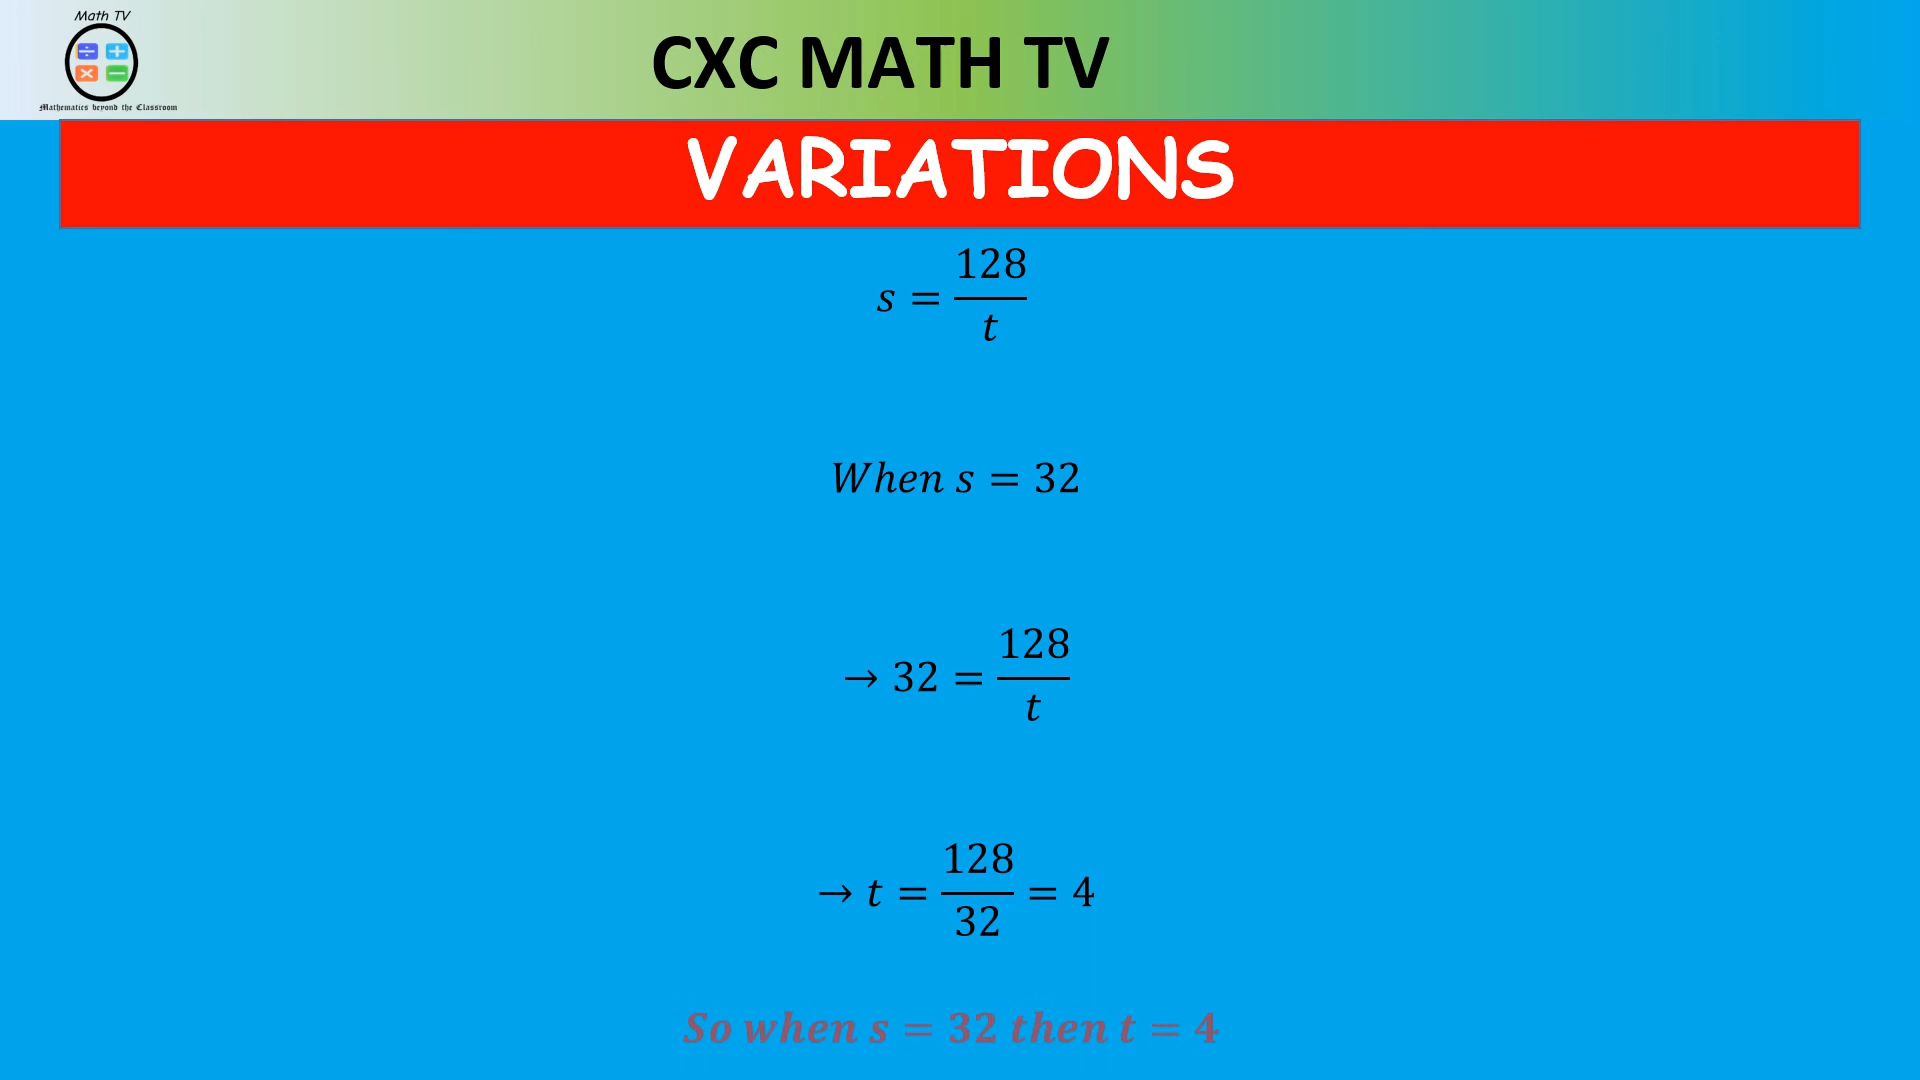 Math TV
Mathematics beyond the Classroom
CXC MATH TV
VARIATIONS
s = 128/t
When s = 32
→ 32 = 128/t
→ t = 128/32 = 4
So when s = 32 then t = 4